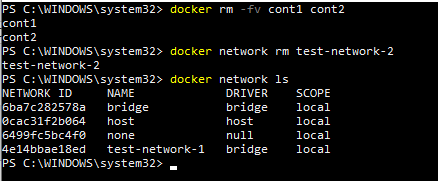 PS C:\WINDOWS\system32> docker rm -fv cont1 cont2
cont1
cont2
PS C:\WINDOWS\system32> docker network rm test-network-2
test-network-2
PS C:\WINDOWS\system32> docker network ls
NETWORK ID     NAME             DRIVER    SCOPE
6ba7c282578a   bridge           bridge    local
0cac31f2b064   host             host      local
6499fc5bc4f0   none             null      local
4e14bbae18ed   test-network-1   bridge    local
PS C:\WINDOWS\system32>